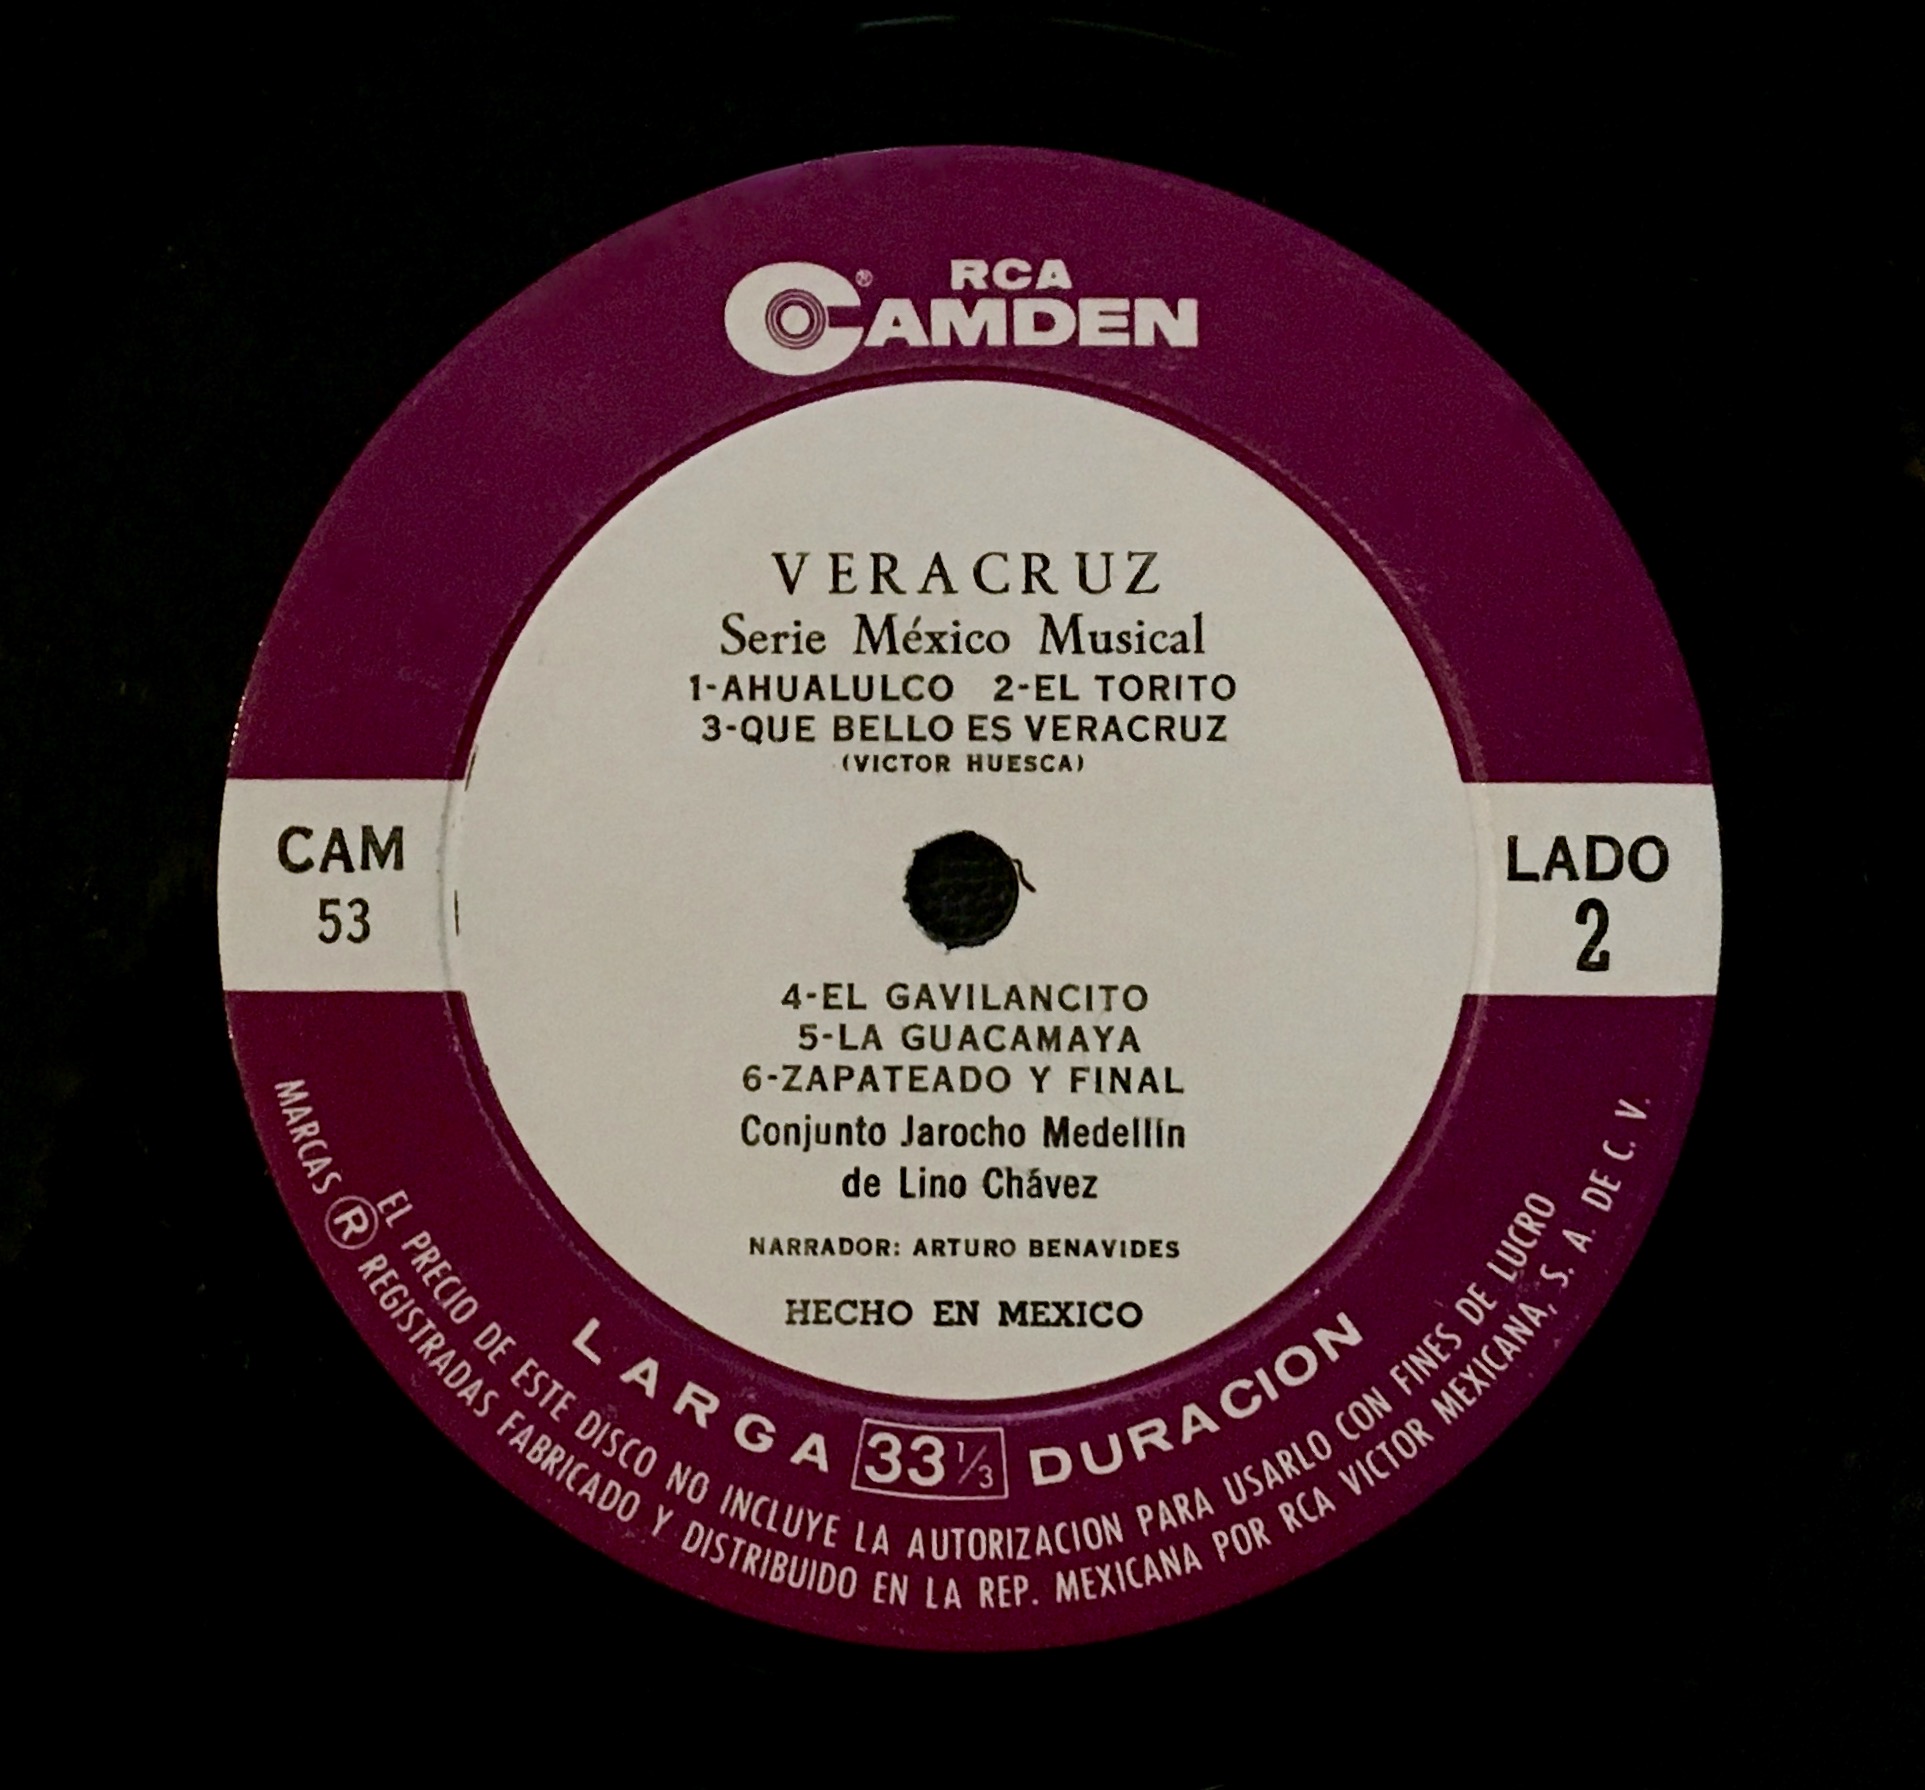 RCA
CAMDEN ®
VERACRUZ
Serie México Musical
1-AHUALULCO 2-EL TORITO
3-QUE BELLO ES VERACRUZ
(VICTOR HUESCA)
CAM
53
LADO
2
4-EL GAVILANCITO
5-LA GUACAMAYA
6-ZAPATEADO Y FINAL
Conjunto Jarocho Medellín
de Lino Chávez
NARRADOR: ARTURO BENAVIDES
HECHO EN MEXICO
LARGA 33 1/3 DURACION
EL PRECIO DE ESTE DISCO NO INCLUYE LA AUTORIZACION PARA USARLO CON FINES DE LUCRO
MARCAS ® REGISTRADAS FABRICADO Y DISTRIBUIDO EN LA REP. MEXICANA POR RCA VICTOR MEXICANA, S. A. DE C. V.